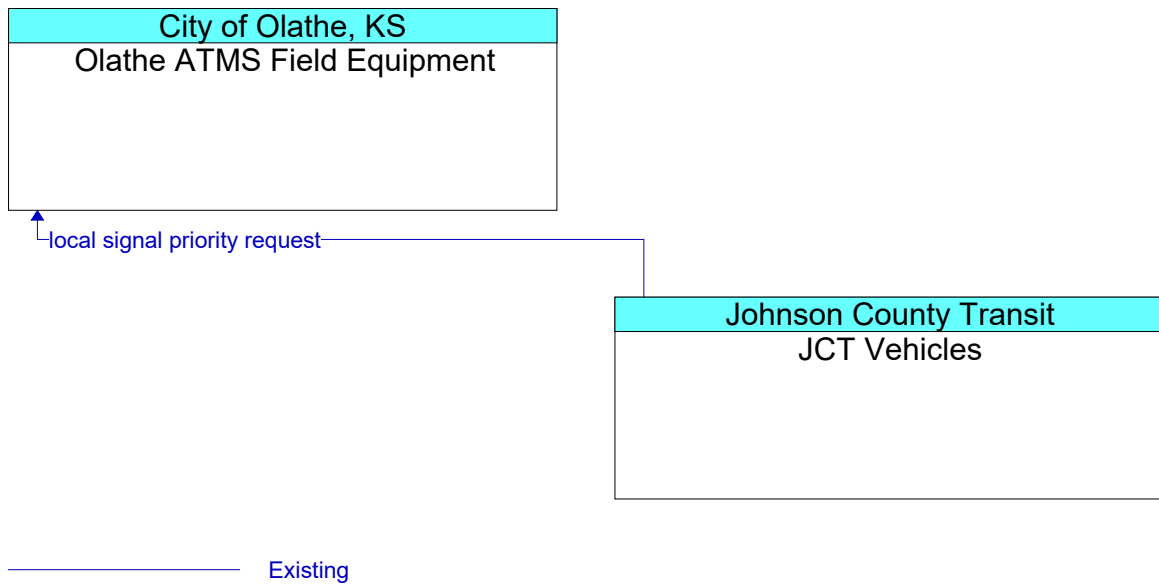 City of Olathe, KS
Olathe ATMS Field Equipment
local signal priority request
Johnson County Transit
JCT Vehicles
Existing